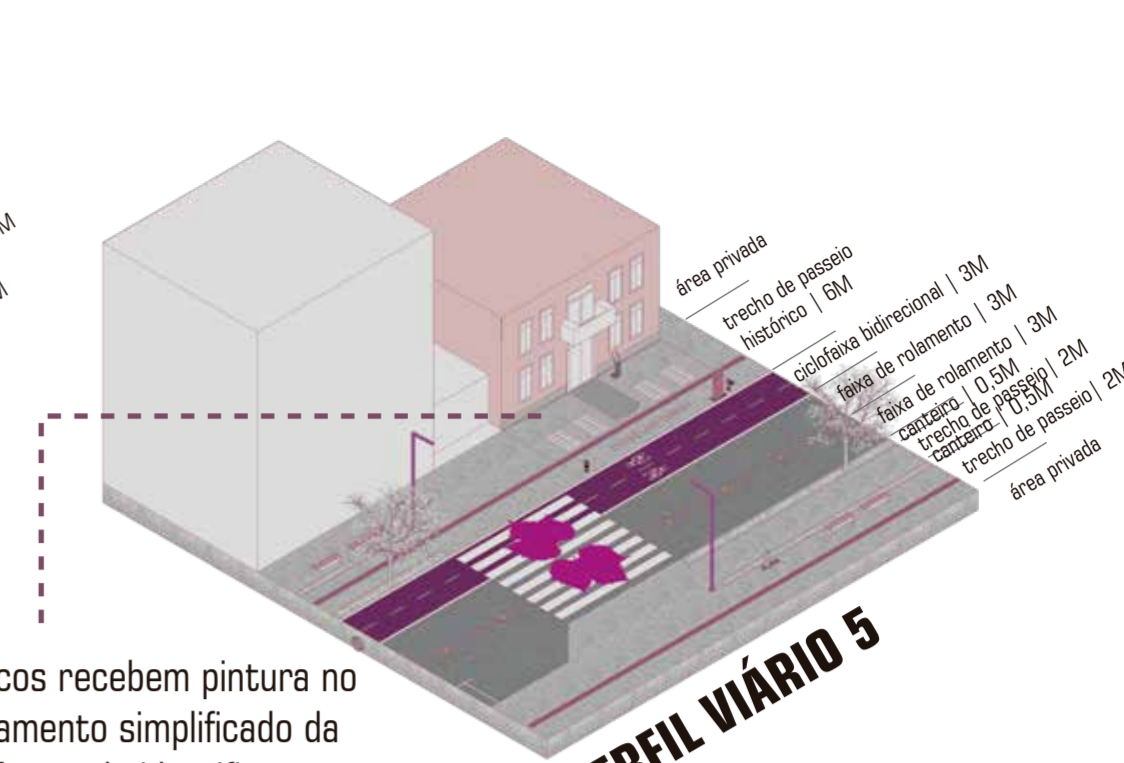 M
M
área privada
trecho de passeio
histórico | 6M
ciclofaixa bidirecional | 3M
faixa de rolamento | 3M
faixa de rolamento | 3M
canteiro | 0,5M
trecho de passeio | 2M
canteiro | 0,5M
trecho de passeio | 2M
área privada
ERFIL VIÁRIO 5
cos recebem pintura no
amento simplificado da